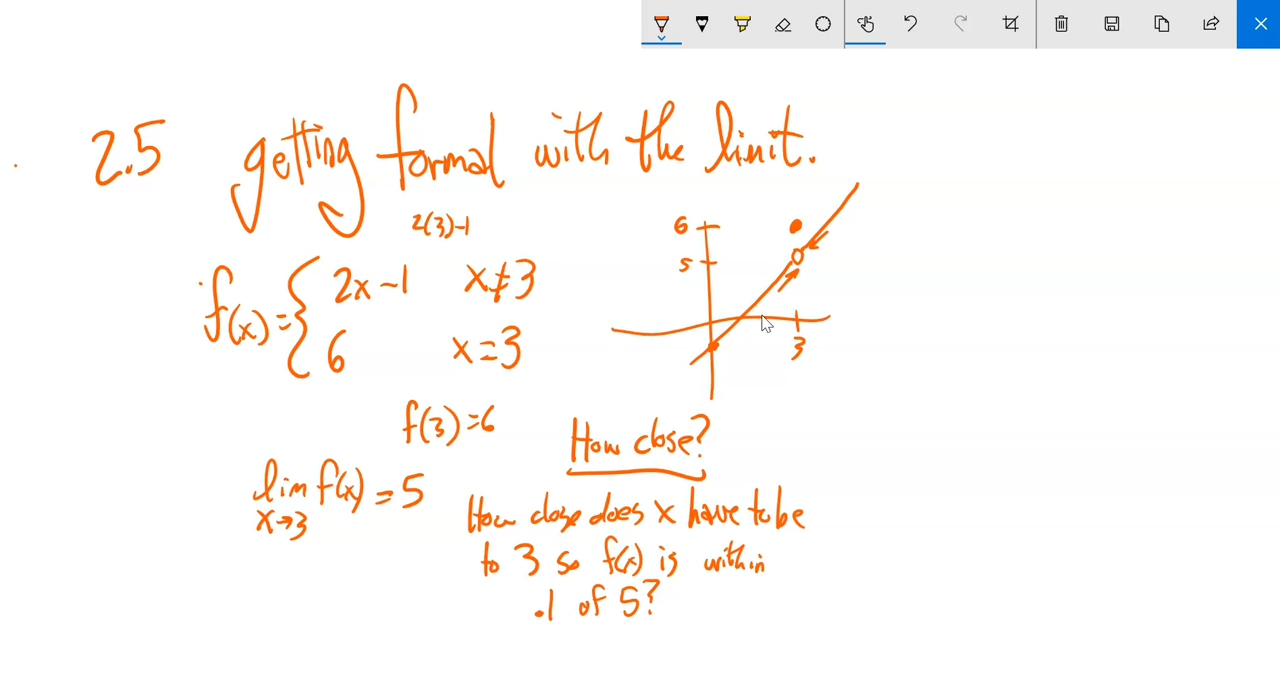 2.5 getting formal with the limit.
2(3)-1
f(x) = { 2x-1 x≠3
6 x=3
f(3)=6
lim f(x) = 5
x→3
6
5
3
How close?
How close does x have to be
to 3 so f(x) is within
.1 of 5?